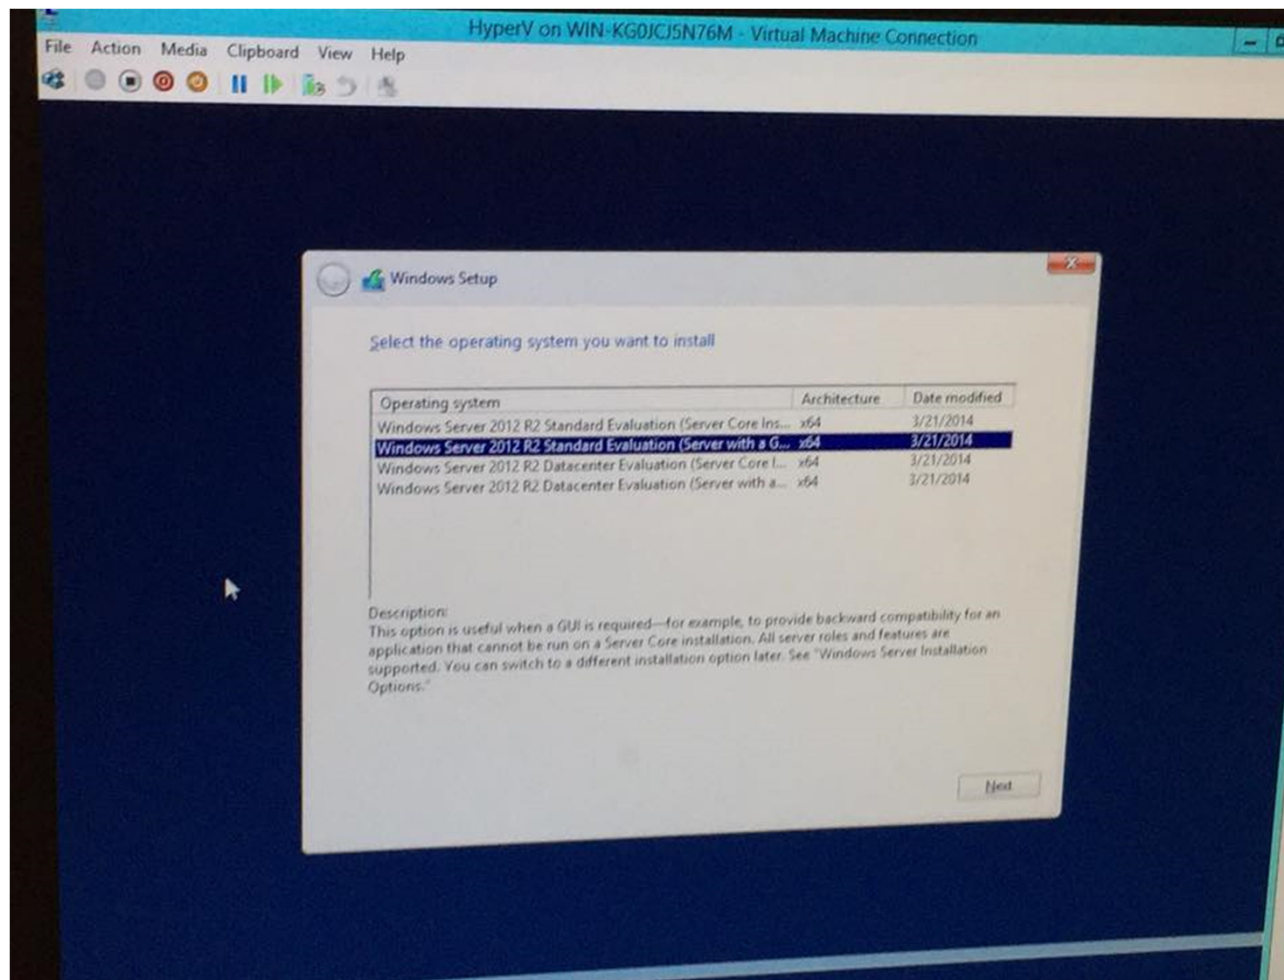 HyperV on WIN-KG0JCJ5N76M - Virtual Machine Connection
File Action Media Clipboard View Help
Windows Setup
Select the operating system you want to install
Operating system Architecture Date modified
Windows Server 2012 R2 Standard Evaluation (Server Core Ins... x64 3/21/2014
Windows Server 2012 R2 Standard Evaluation (Server with a G... x64 3/21/2014
Windows Server 2012 R2 Datacenter Evaluation (Server Core I... x64 3/21/2014
Windows Server 2012 R2 Datacenter Evaluation (Server with a... x64 3/21/2014
Description:
This option is useful when a GUI is required—for example, to provide backward compatibility for an
application that cannot be run on a Server Core installation. All server roles and features are
supported. You can switch to a different installation option later. See "Windows Server Installation
Options."
Next